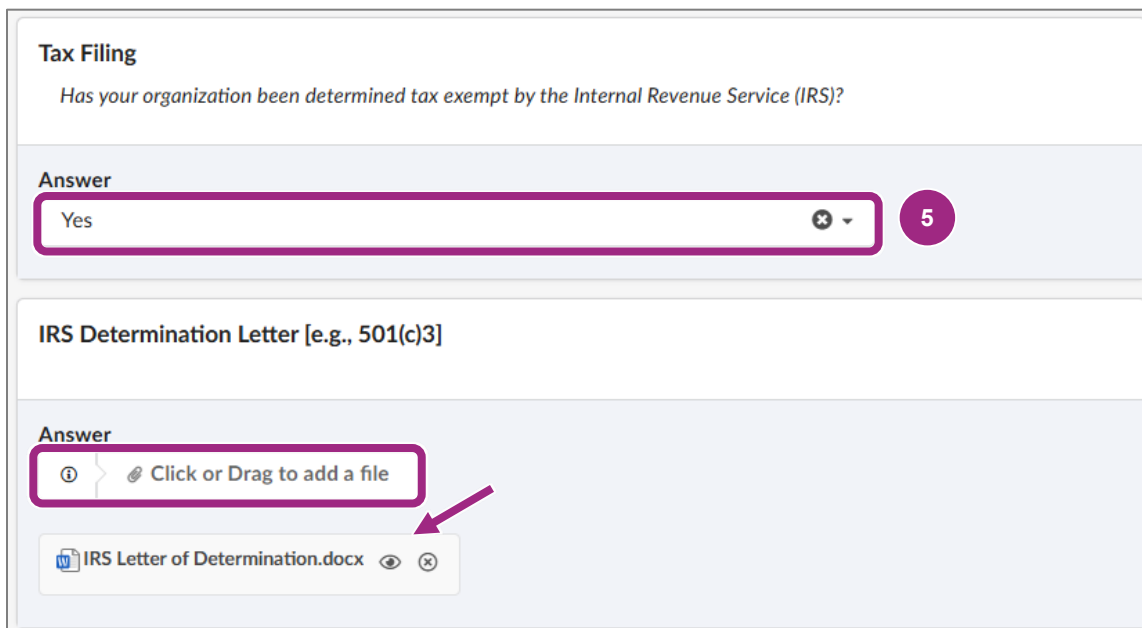 Tax Filing
Has your organization been determined tax exempt by the Internal Revenue Service (IRS)?
Answer
Yes
5
IRS Determination Letter [e.g., 501(c)3]
Answer
Click or Drag to add a file
IRS Letter of Determination.docx